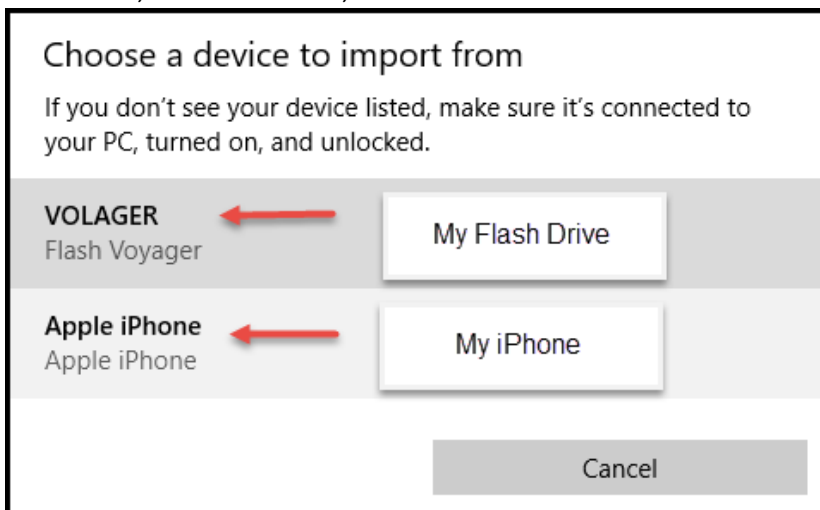 Choose a device to import from
If you don't see your device listed, make sure it's connected to
your PC, turned on, and unlocked.
VOLAGER
My Flash Drive
Flash Voyager
Apple iPhone
My iPhone
Apple iPhone
Cancel